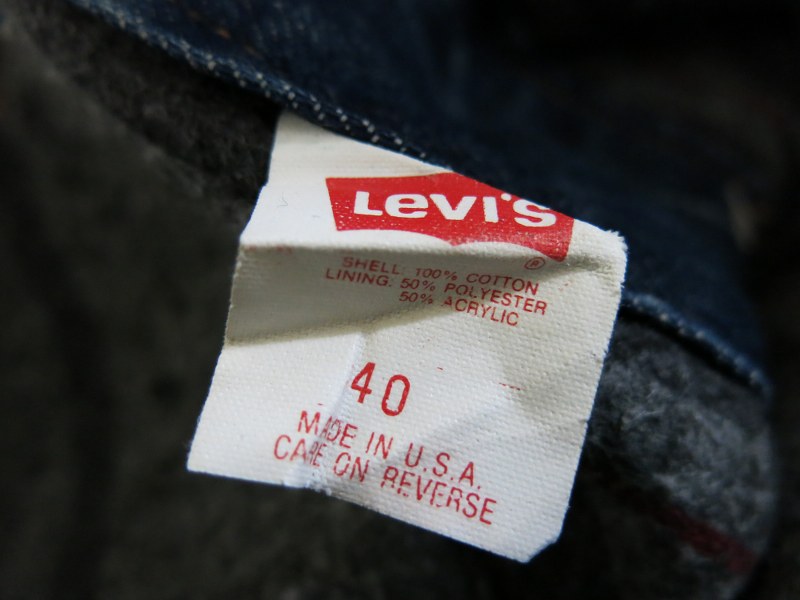 Levi's
®
SHELL: 100% COTTON
LINING: 50% POLYESTER
50% ACRYLIC
40
MADE IN U.S.A.
CARE ON REVERSE